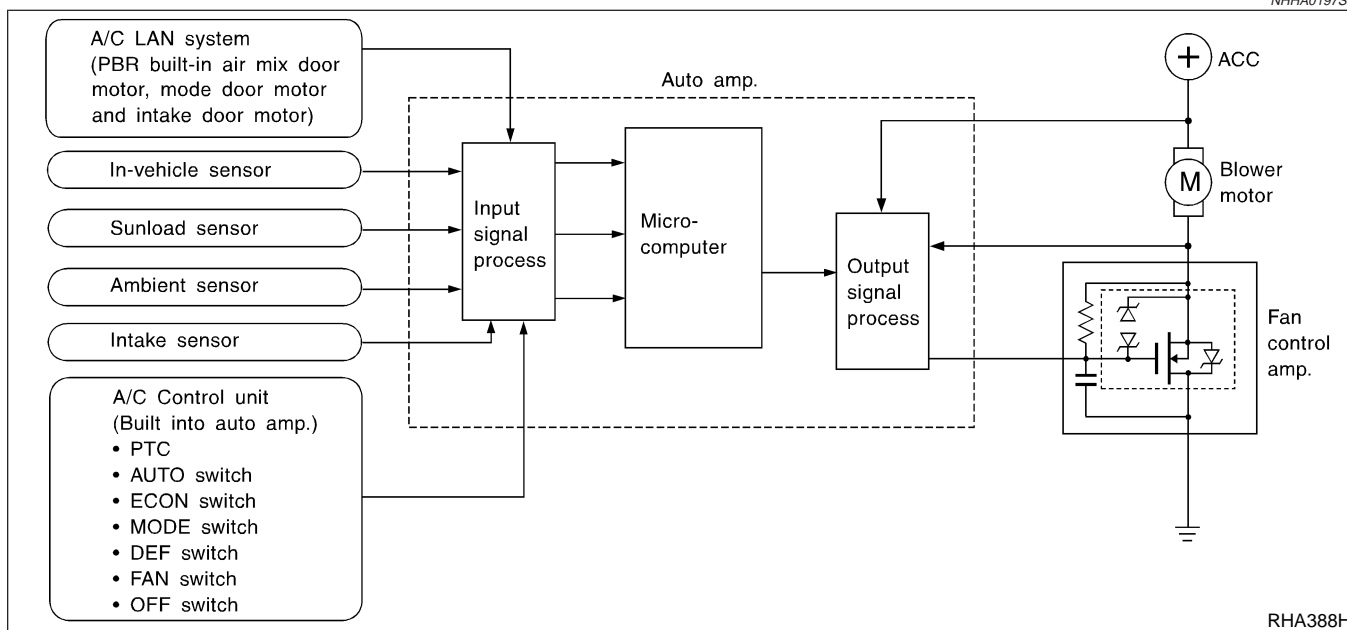 NHHA0197S
A/C LAN system
(PBR built-in air mix door
motor, mode door motor
and intake door motor)
In-vehicle sensor
Sunload sensor
Ambient sensor
Intake sensor
A/C Control unit
(Built into auto amp.)
• PTC
• AUTO switch
• ECON switch
• MODE switch
• DEF switch
• FAN switch
• OFF switch
Auto amp.
Input
signal
process
Micro-
computer
Output
signal
process
+
ACC
M
Blower
motor
Fan
control
amp.
RHA388H